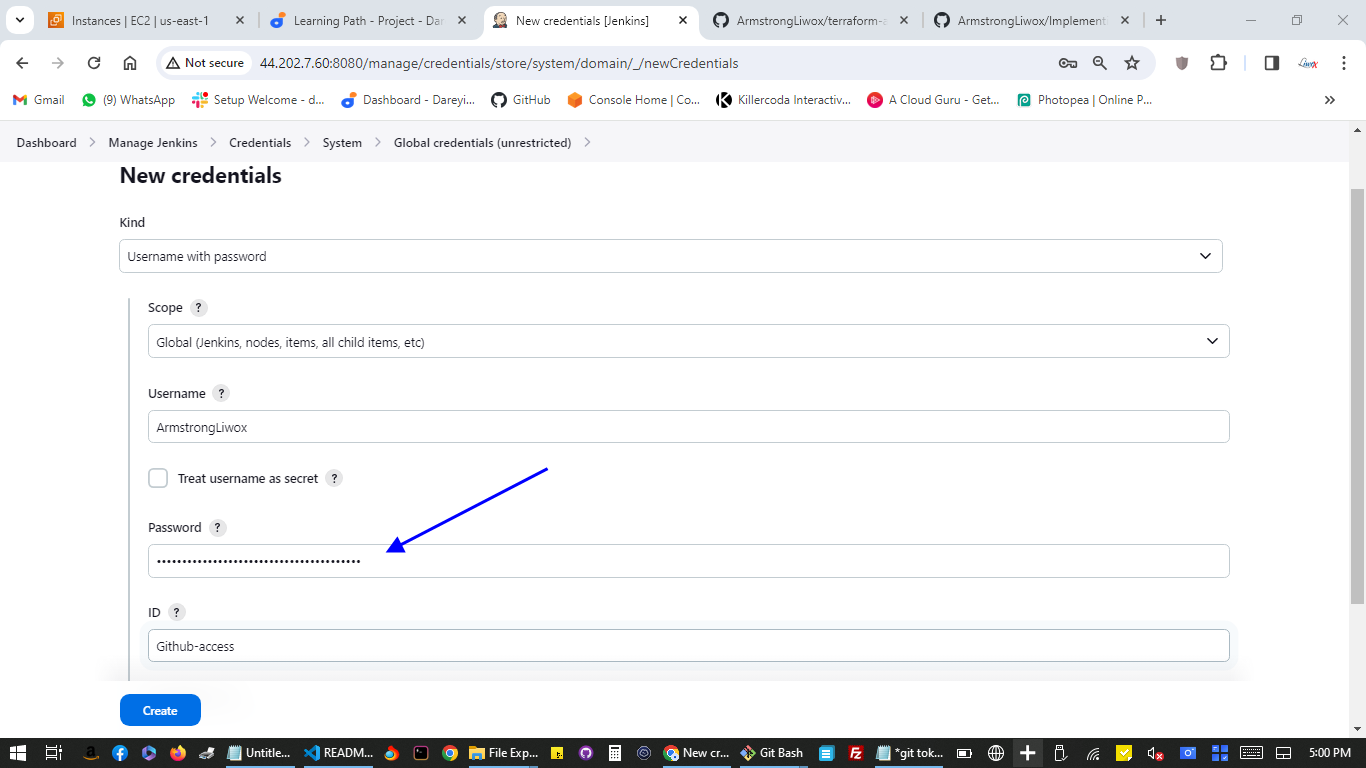 Instances | EC2 | us-east-1
Learning Path - Project - Dar
New credentials [Jenkins]
ArmstrongLiwox/terraform-a
ArmstrongLiwox/Implement
Not secure
44.202.7.60:8080/manage/credentials/store/system/domain/_/newCredentials
Gmail
(9) WhatsApp
Setup Welcome - d...
Dashboard - Dareyi...
GitHub
Console Home | Co...
Killercoda Interactiv...
A Cloud Guru - Get...
Photopea | Online P...
Dashboard
Manage Jenkins
Credentials
System
Global credentials (unrestricted)
New credentials
Kind
Username with password
Scope ?
Global (Jenkins, nodes, items, all child items, etc)
Username ?
ArmstrongLiwox
Treat username as secret ?
Password ?
ID ?
Github-access
Create
Untitle...
READM...
File Exp...
New cr...
Git Bash
*git tok...
5:00 PM